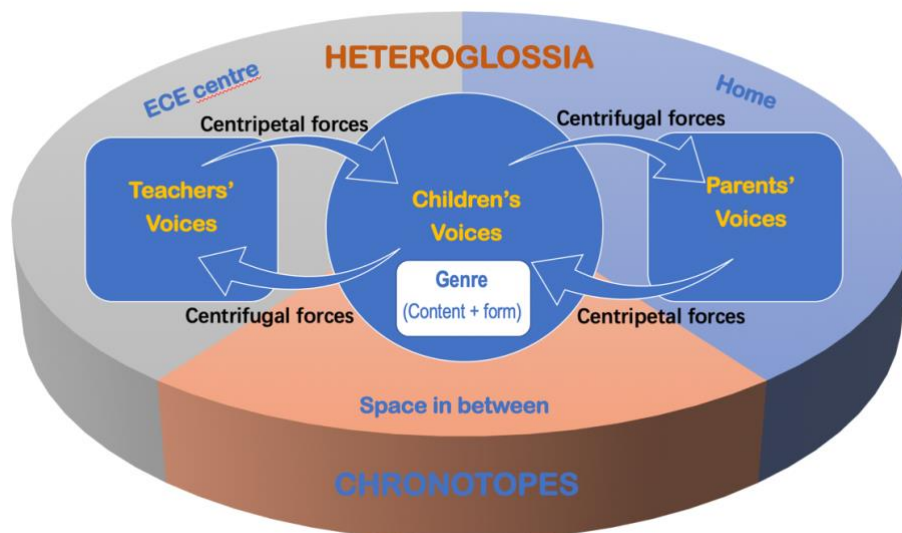 HETEROGLOSSIA
ECE centre
Home
Centripetal forces
Centrifugal forces
Teachers'
Voices
Children's
Voices
Parents'
Voices
Genre
(Content + form)
Centrifugal forces
Centripetal forces
Space in between
CHRONOTOPES